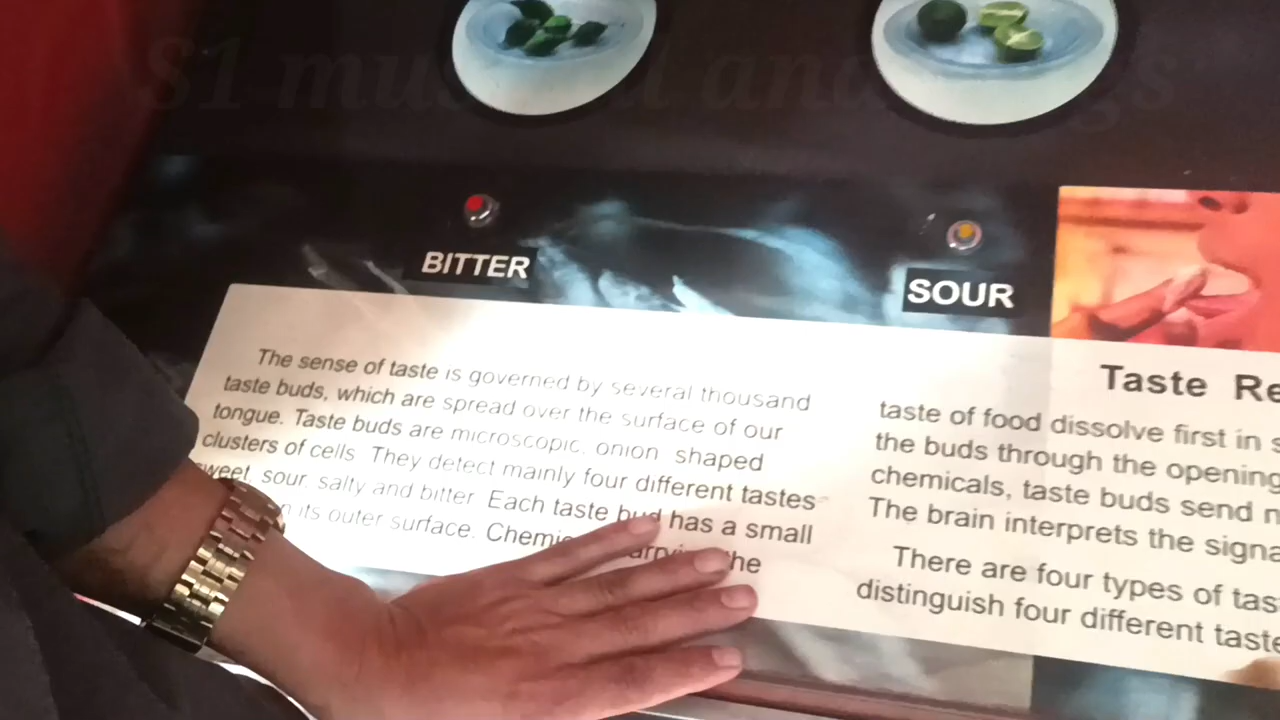 BITTER
SOUR
The sense of taste is governed by several thousand
taste buds, which are spread over the surface of our
tongue. Taste buds are microscopic, onion shaped
clusters of cells. They detect mainly four different tastes
sweet, sour, salty and bitter. Each taste bud has a small
its outer surface. the
Taste
taste of food dissolve first in
the buds through the opening
chemicals, taste buds send
The brain interprets the
There are four types of
distinguish four different